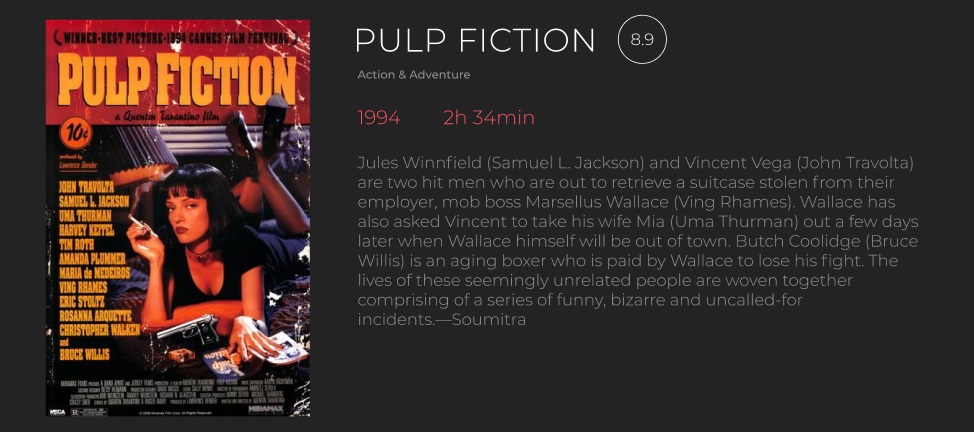 WINNER-BEST PICTURE-1994 CANNES FILM FESTIVAL
PULP FICTION
a Quentin Tarantino film
10¢
produced by
Lawrence Bender
JOHN TRAVOLTA
SAMUEL L. JACKSON
UMA THURMAN
HARVEY KEITEL
TIM ROTH
AMANDA PLUMMER
MARIA de MEDEIROS
VING RHAMES
ERIC STOLTZ
ROSANNA ARQUETTE
CHRISTOPHER WALKEN
and
BRUCE WILLIS
MIRAMAX
PULP FICTION
8.9
Action & Adventure
1994 2h 34min
Jules Winnfield (Samuel L. Jackson) and Vincent Vega (John Travolta)
are two hit men who are out to retrieve a suitcase stolen from their
employer, mob boss Marsellus Wallace (Ving Rhames). Wallace has
also asked Vincent to take his wife Mia (Uma Thurman) out a few days
later when Wallace himself will be out of town. Butch Coolidge (Bruce
Willis) is an aging boxer who is paid by Wallace to lose his fight. The
lives of these seemingly unrelated people are woven together
comprising of a series of funny, bizarre and uncalled-for
incidents.—Soumitra